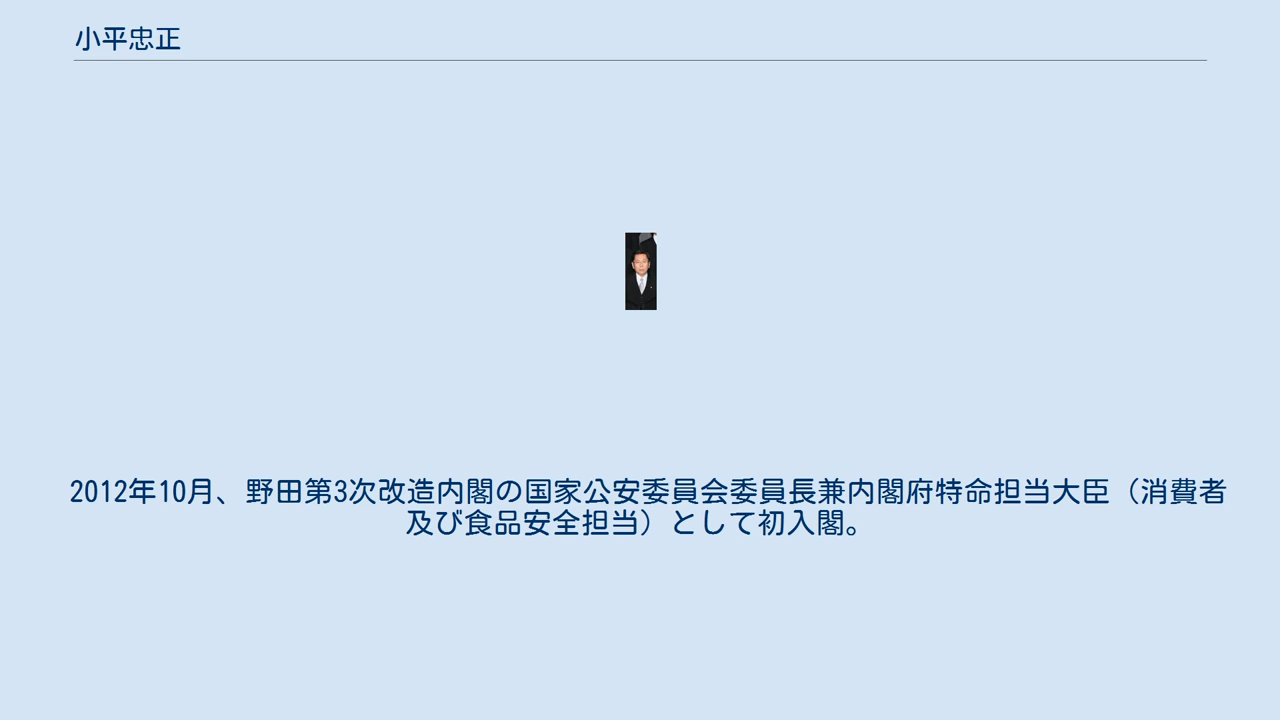 小平忠正
2012年10月、野田第3次改造内閣の国家公安委員会委員長兼内閣府特命担当大臣（消費者
及び食品安全担当）として初入閣。